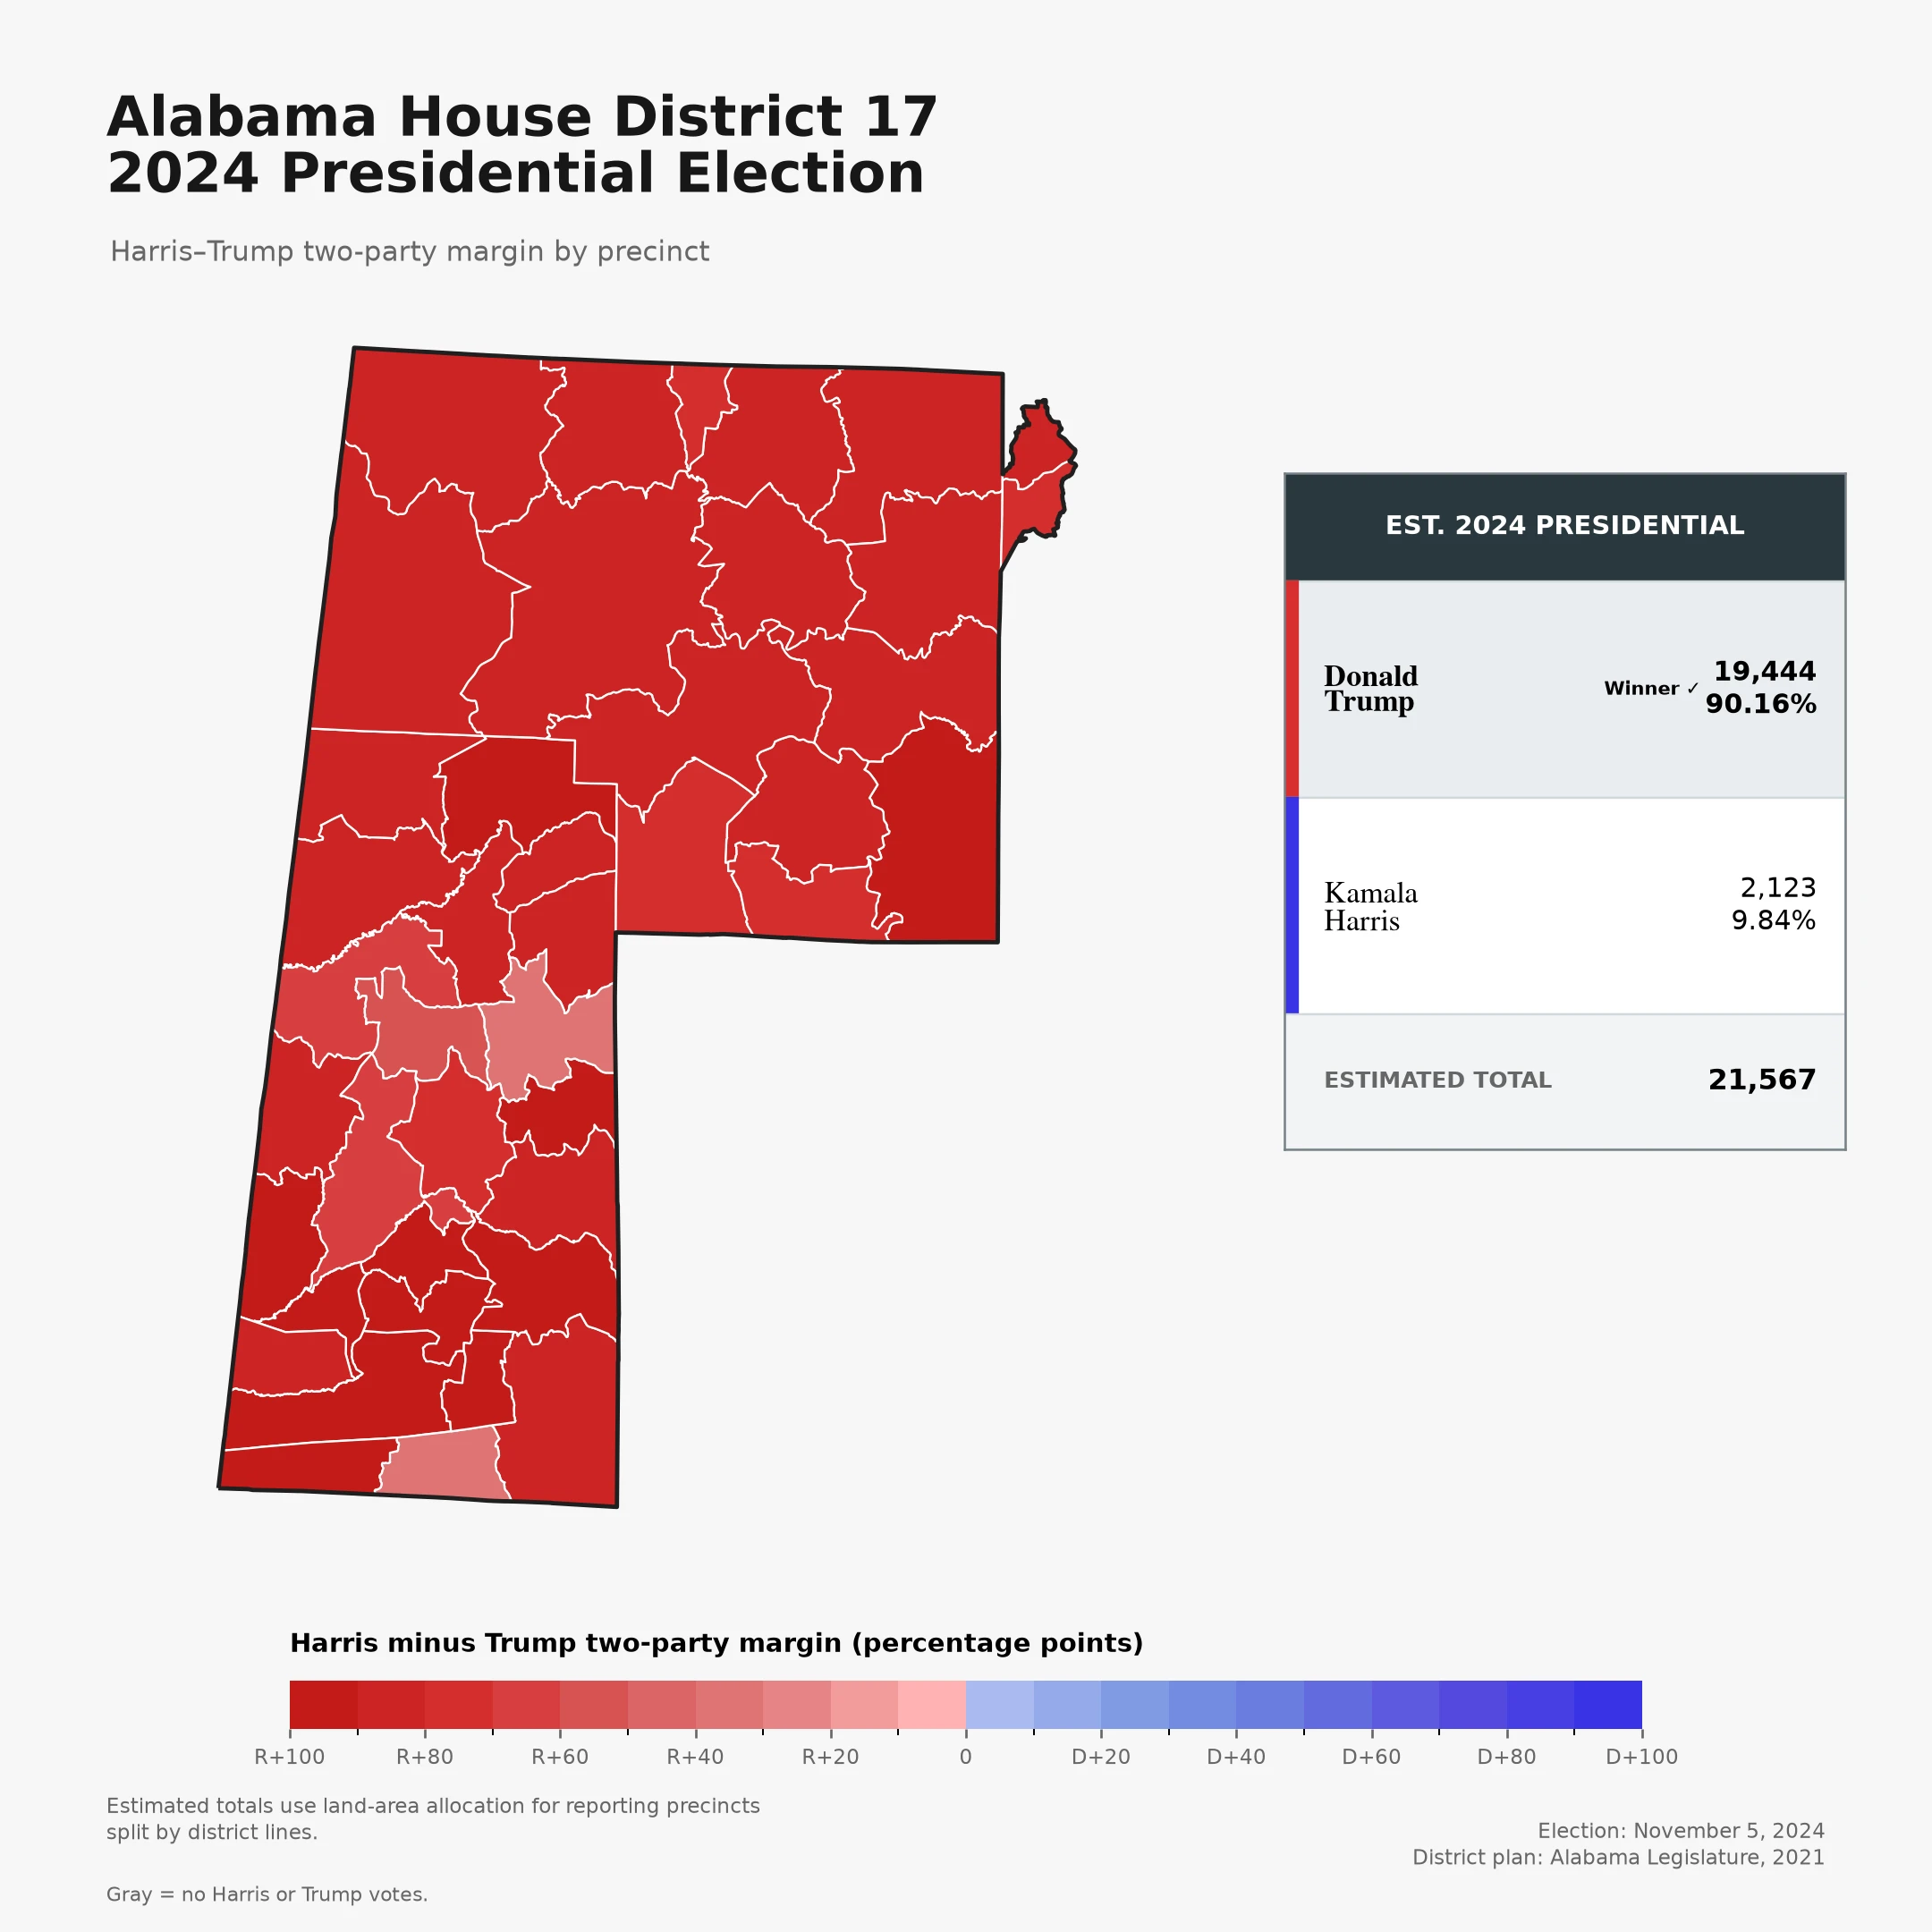 Alabama House District 17
2024 Presidential Election
Harris–Trump two-party margin by precinct
EST. 2024 PRESIDENTIAL
Donald
Trump
Winner ✓
19,444
90.16%
Kamala
Harris
2,123
9.84%
ESTIMATED TOTAL
21,567
Harris minus Trump two-party margin (percentage points)
R+100 R+80 R+60 R+40 R+20 0 D+20 D+40 D+60 D+80 D+100
Estimated totals use land-area allocation for reporting precincts
split by district lines.
Gray = no Harris or Trump votes.
Election: November 5, 2024
District plan: Alabama Legislature, 2021